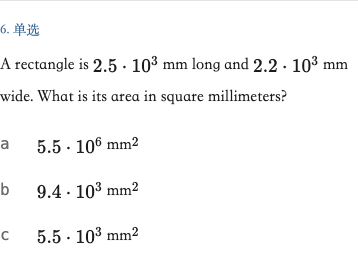 6. 单选
A rectangle is 2.5 · 10³ mm long and 2.2 · 10³ mm
wide. What is its area in square millimeters?
a 5.5 · 10⁶ mm²
b 9.4 · 10³ mm²
c 5.5 · 10³ mm²